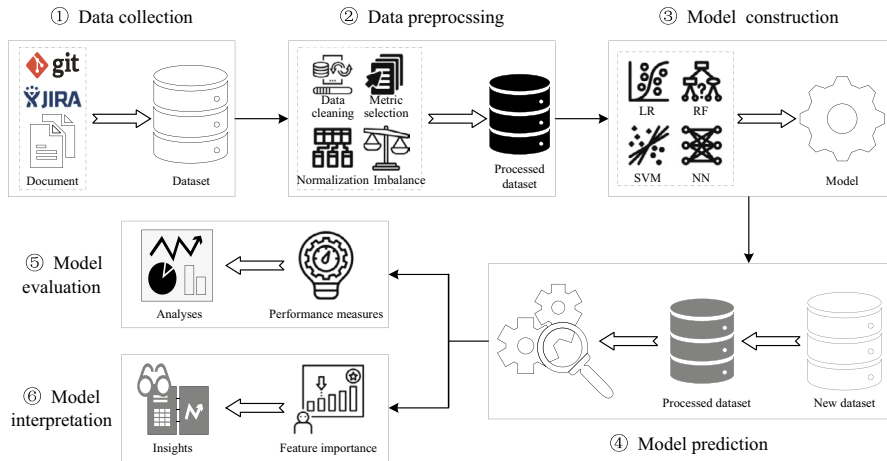 ① Data collection
② Data preprocssing
③ Model construction
git
JIRA
Document
Dataset
Data cleaning
Metric selection
Normalization
Imbalance
Processed dataset
LR
RF
SVM
NN
Model
⑤ Model evaluation
Analyses
Performance measures
⑥ Model interpretation
Insights
Feature importance
Processed dataset
New dataset
④ Model prediction